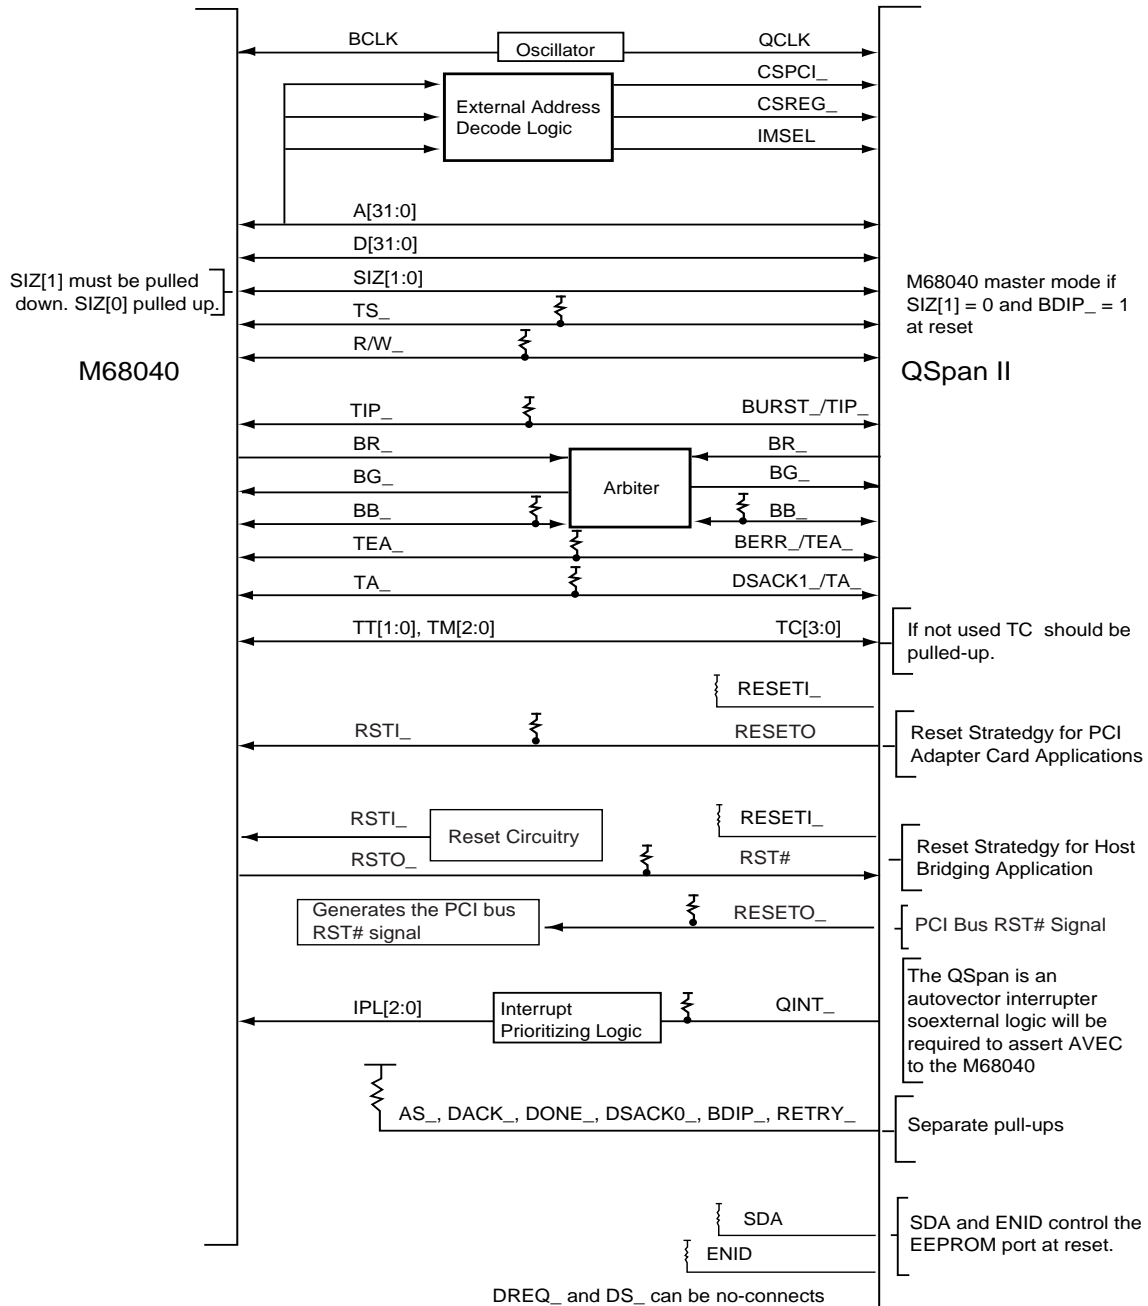 BCLK
Oscillator
QCLK
CSPCI_
External Address
Decode Logic
CSREG_
IMSEL
A[31:0]
D[31:0]
SIZ[1] must be pulled
down. SIZ[0] pulled up.
SIZ[1:0]
M68040 master mode if
SIZ[1] = 0 and BDIP_ = 1
at reset
TS_
R/W_
M68040
QSpan II
TIP_
BURST_/TIP_
BR_
BR_
BG_
Arbiter
BG_
BB_
BB_
TEA_
BERR_/TEA_
TA_
DSACK1_/TA_
TT[1:0], TM[2:0]
TC[3:0]
If not used TC should be
pulled-up.
RESETI_
RSTI_
RESETO
Reset Stratedgy for PCI
Adapter Card Applications
RSTI_
Reset Circuitry
RESETI_
RSTO_
RST#
Reset Stratedgy for Host
Bridging Application
Generates the PCI bus
RST# signal
RESETO_
PCI Bus RST# Signal
IPL[2:0]
Interrupt
Prioritizing Logic
QINT_
The QSpan is an
autovector interrupter
soexternal logic will be
required to assert AVEC
to the M68040
AS_, DACK_, DONE_, DSACK0_, BDIP_, RETRY_
Separate pull-ups
SDA
ENID
SDA and ENID control the
EEPROM port at reset.
DREQ_ and DS_ can be no-connects